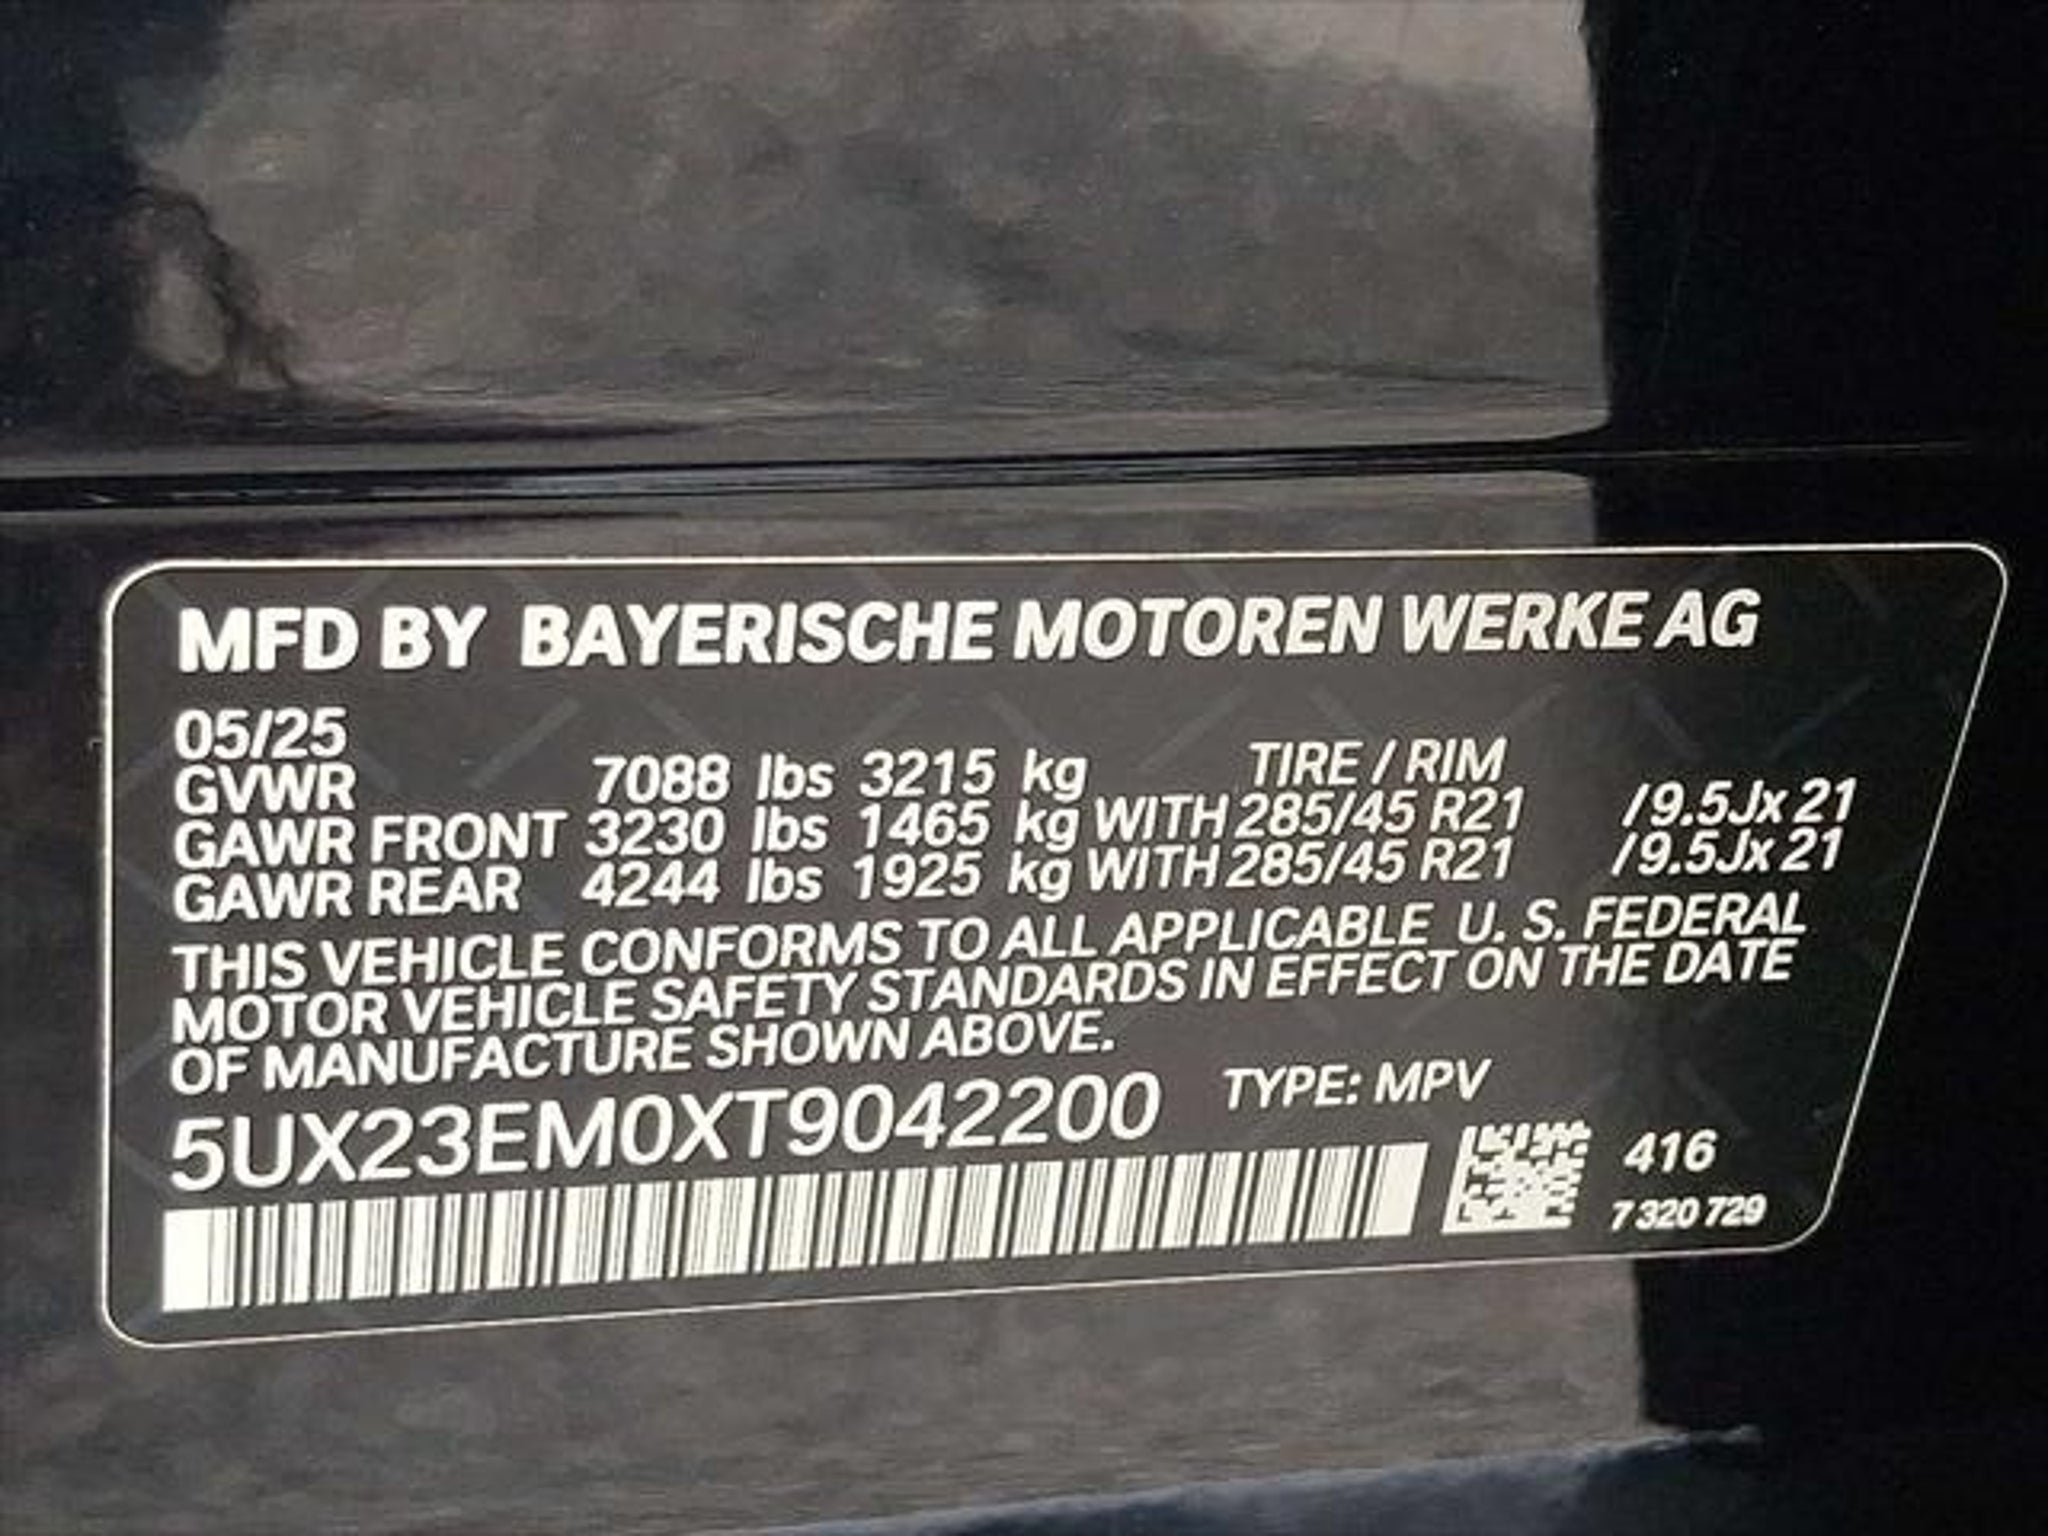 MFD BY BAYERISCHE MOTOREN WERKE AG
05/25
GVWR 7088 lbs 3215 kg TIRE / RIM
GAWR FRONT 3230 lbs 1465 kg WITH 285/45 R21 /9.5Jx 21
GAWR REAR 4244 lbs 1925 kg WITH 285/45 R21 /9.5Jx 21
THIS VEHICLE CONFORMS TO ALL APPLICABLE U. S. FEDERAL
MOTOR VEHICLE SAFETY STANDARDS IN EFFECT ON THE DATE
OF MANUFACTURE SHOWN ABOVE.
5UX23EM0XT9042200 TYPE: MPV
416
7 320 729